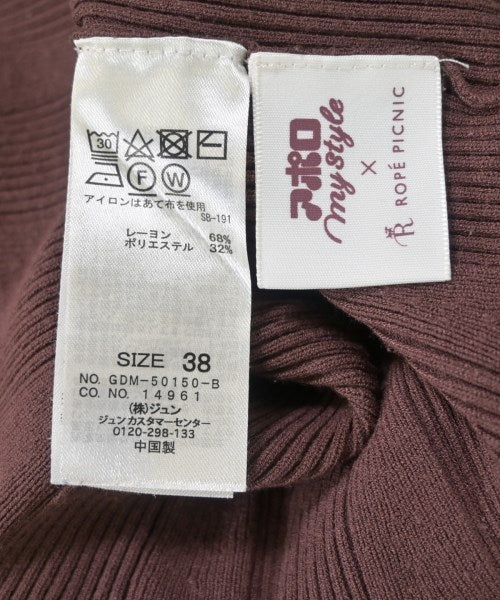 30
F W
アイロンはあて布を使用
SB-191
レーヨン 68%
ポリエステル 32%
SIZE 38
NO. GDM-50150-B
CO. NO. 14961
(株)ジュン
ジュンカスタマーセンター
0120-298-133
中国製
アポロ
my style
×
R ROPÉ PICNIC